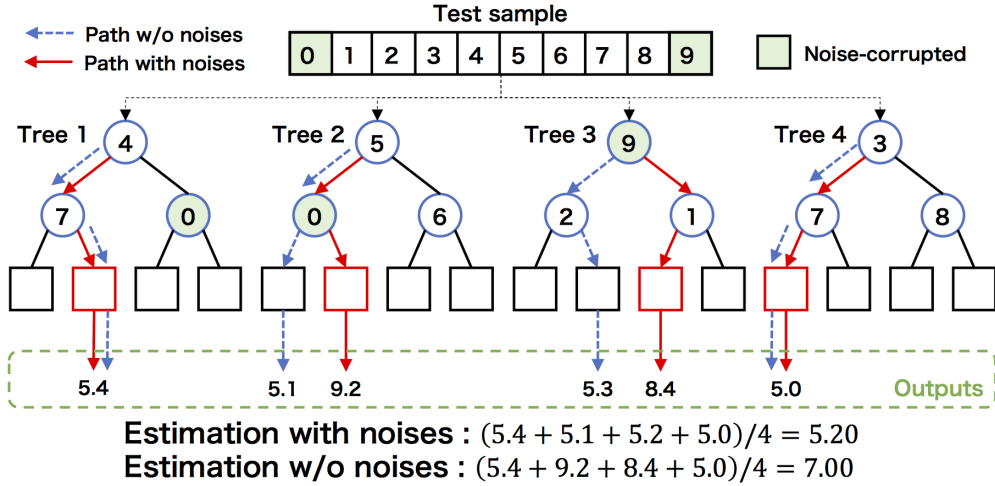 Test sample
Path w/o noises
Path with noises
0 1 2 3 4 5 6 7 8 9
Noise-corrupted
Tree 1 4 Tree 2 5 Tree 3 9 Tree 4 3
7 0 0 6 2 1 7 8
5.4 5.1 9.2 5.3 8.4 5.0 Outputs
Estimation with noises : (5.4 + 5.1 + 5.2 + 5.0)/4 = 5.20
Estimation w/o noises : (5.4 + 9.2 + 8.4 + 5.0)/4 = 7.00